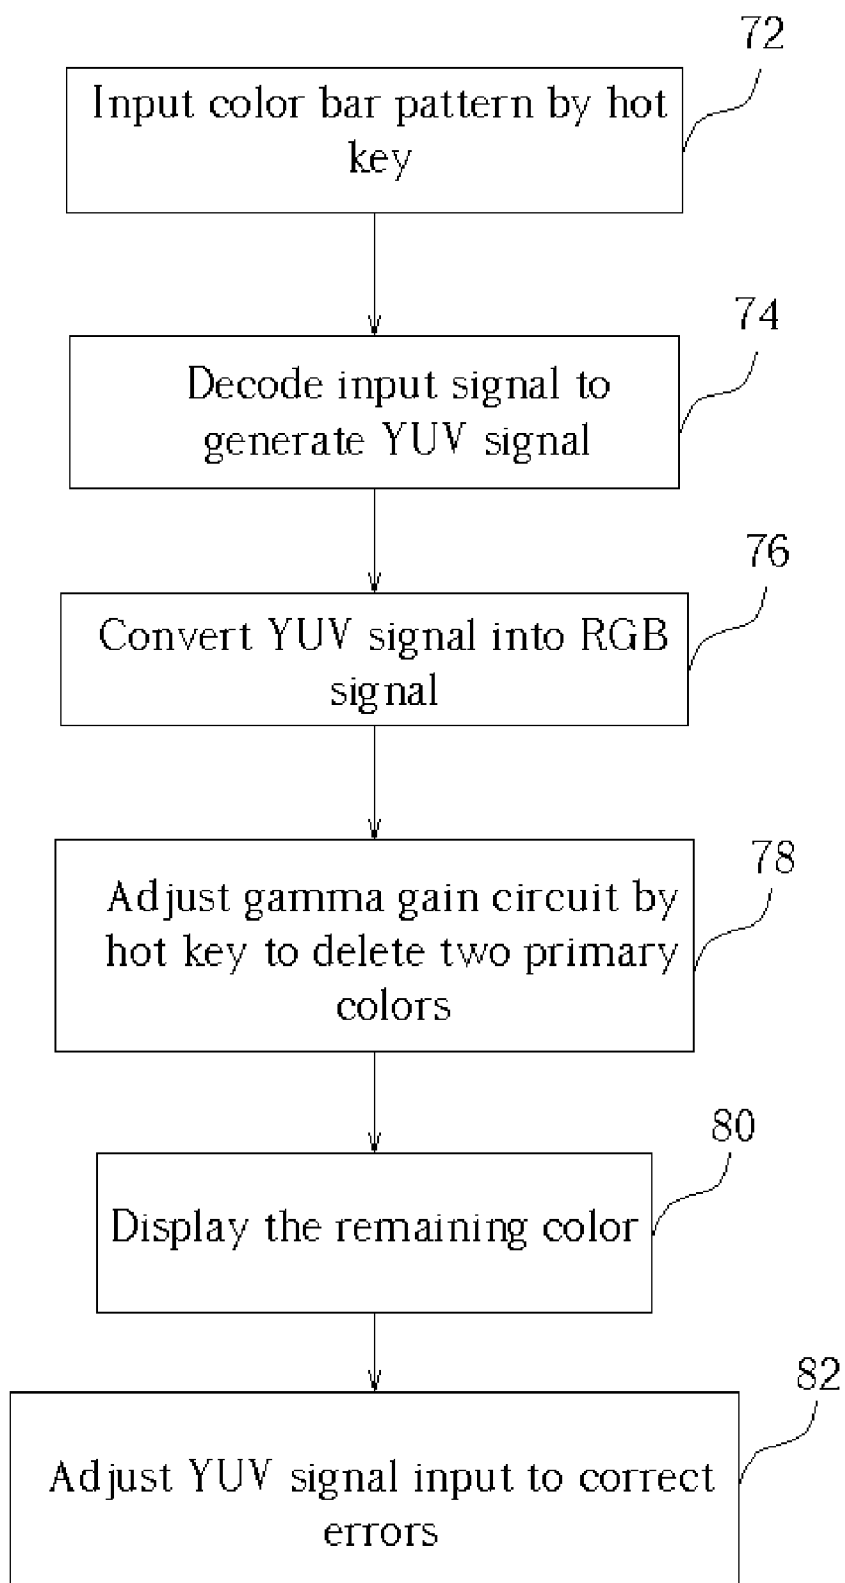 72
Input color bar pattern by hot
key
74
Decode input signal to
generate YUV signal
76
Convert YUV signal into RGB
signal
78
Adjust gamma gain circuit by
hot key to delete two primary
colors
80
Display the remaining color
82
Adjust YUV signal input to correct
errors